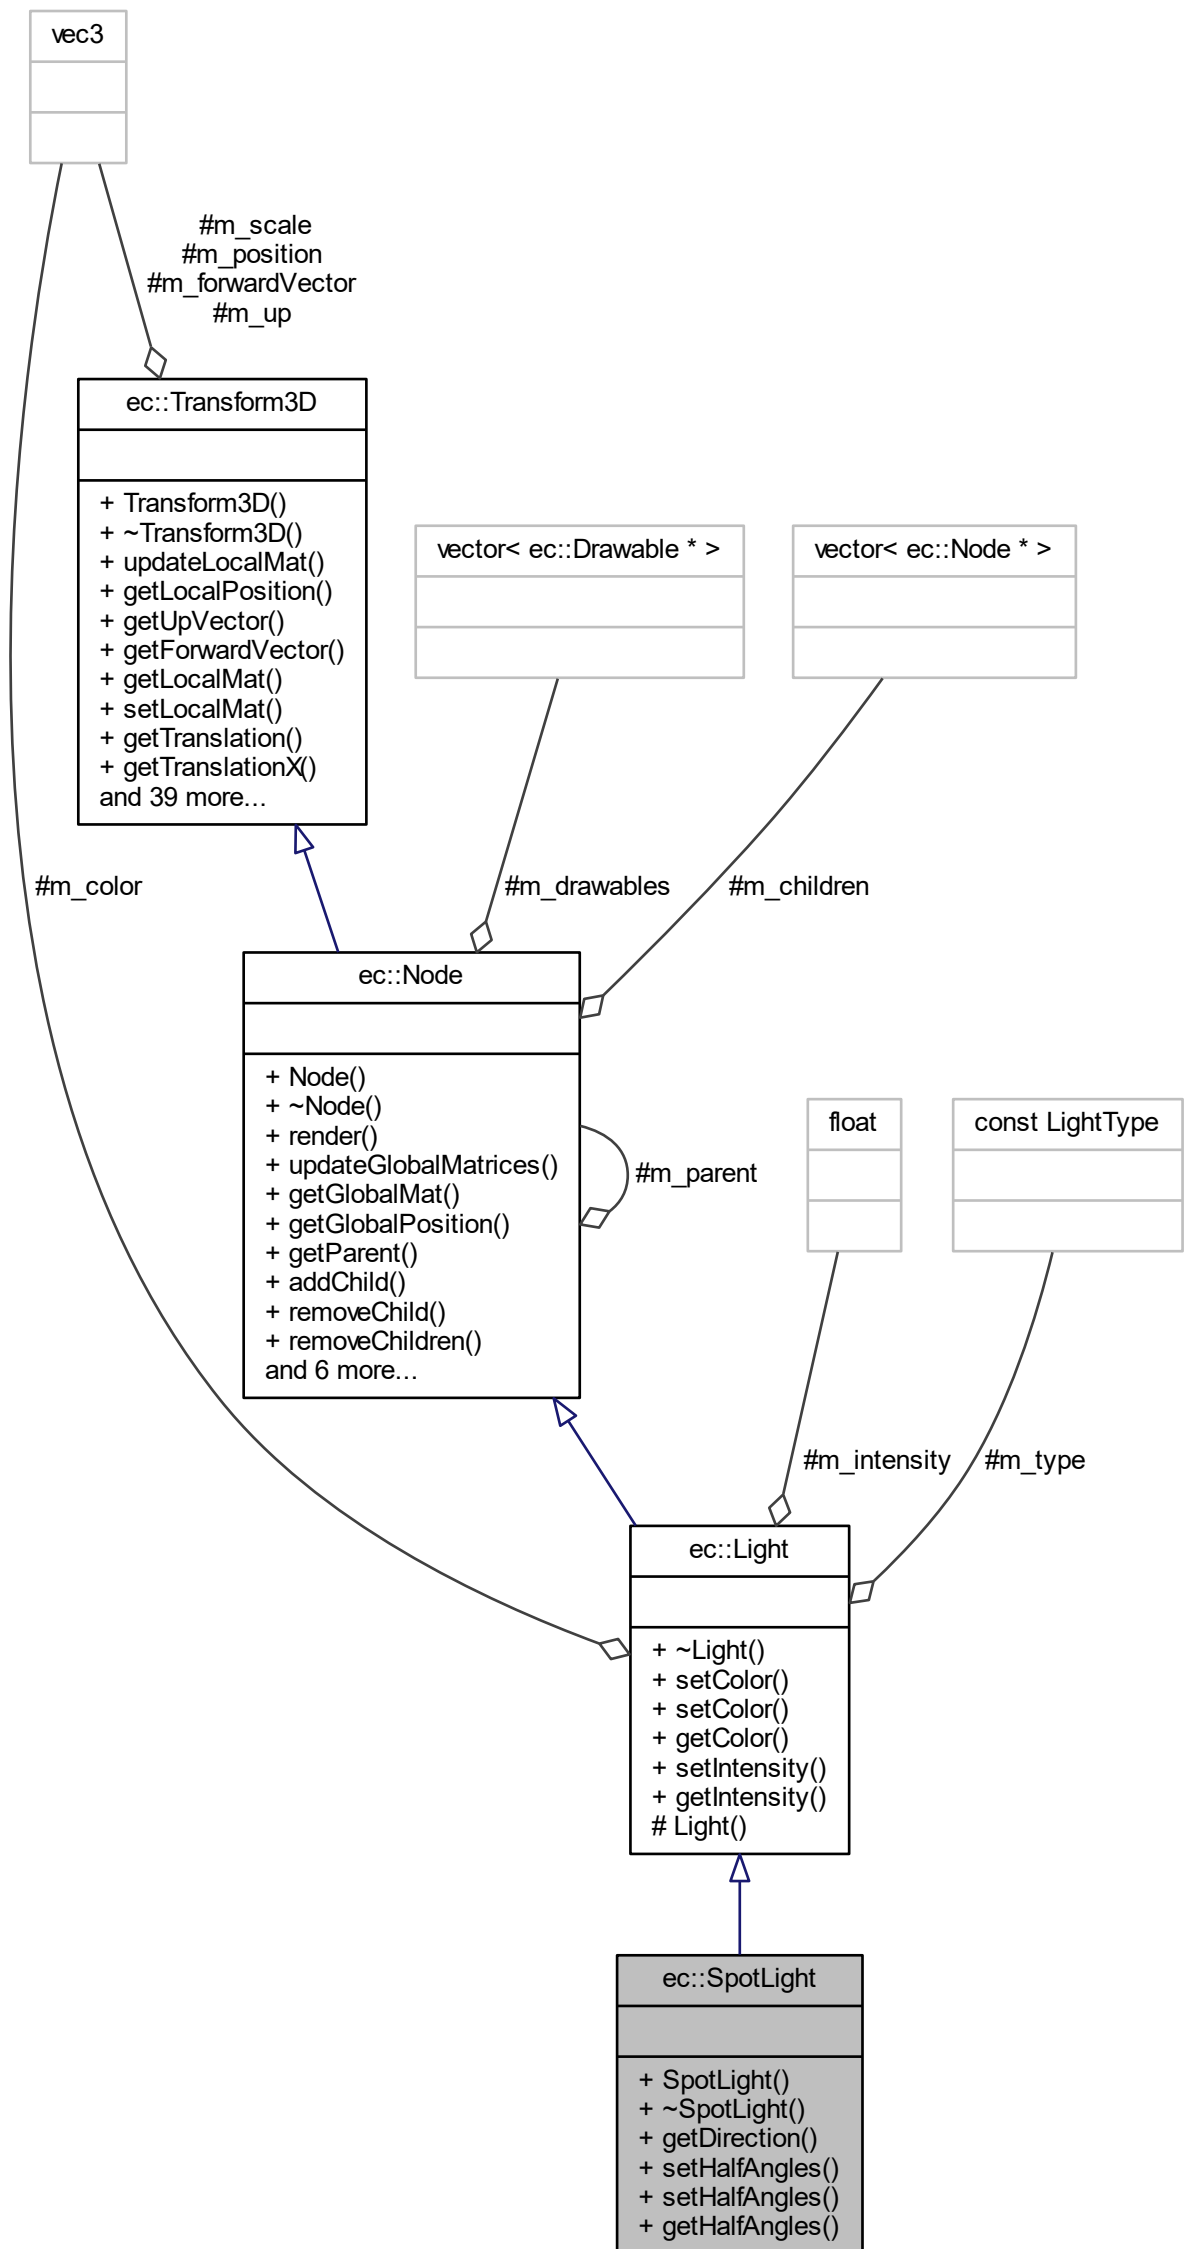 vec3
#m_scale
#m_position
#m_forwardVector
#m_up
ec::Transform3D
+ Transform3D()
+ ~Transform3D()
+ updateLocalMat()
+ getLocalPosition()
+ getUpVector()
+ getForwardVector()
+ getLocalMat()
+ setLocalMat()
+ getTranslation()
+ getTranslationX()
and 39 more...
vector< ec::Drawable * >
vector< ec::Node * >
#m_color
#m_drawables
#m_children
ec::Node
+ Node()
+ ~Node()
+ render()
+ updateGlobalMatrices()
+ getGlobalMat()
+ getGlobalPosition()
+ getParent()
+ addChild()
+ removeChild()
+ removeChildren()
and 6 more...
#m_parent
float
const LightType
#m_intensity
#m_type
ec::Light
+ ~Light()
+ setColor()
+ setColor()
+ getColor()
+ setIntensity()
+ getIntensity()
# Light()
ec::SpotLight
+ SpotLight()
+ ~SpotLight()
+ getDirection()
+ setHalfAngles()
+ setHalfAngles()
+ getHalfAngles()